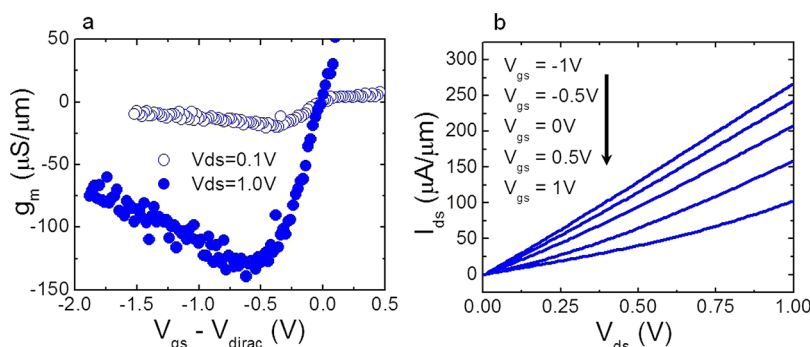 a
g_m (μS/μm)
0
-50
-100
-150
Vds=0.1V
Vds=1.0V
-2.0 -1.5 -1.0 -0.5 0.0 0.5
V_gs - V_dirac (V)
b
I_ds (μA/μm)
300
250
200
150
100
50
0
V_gs = -1V
V_gs = -0.5V
V_gs = 0V
V_gs = 0.5V
V_gs = 1V
0.00 0.25 0.50 0.75 1.00
V_ds (V)